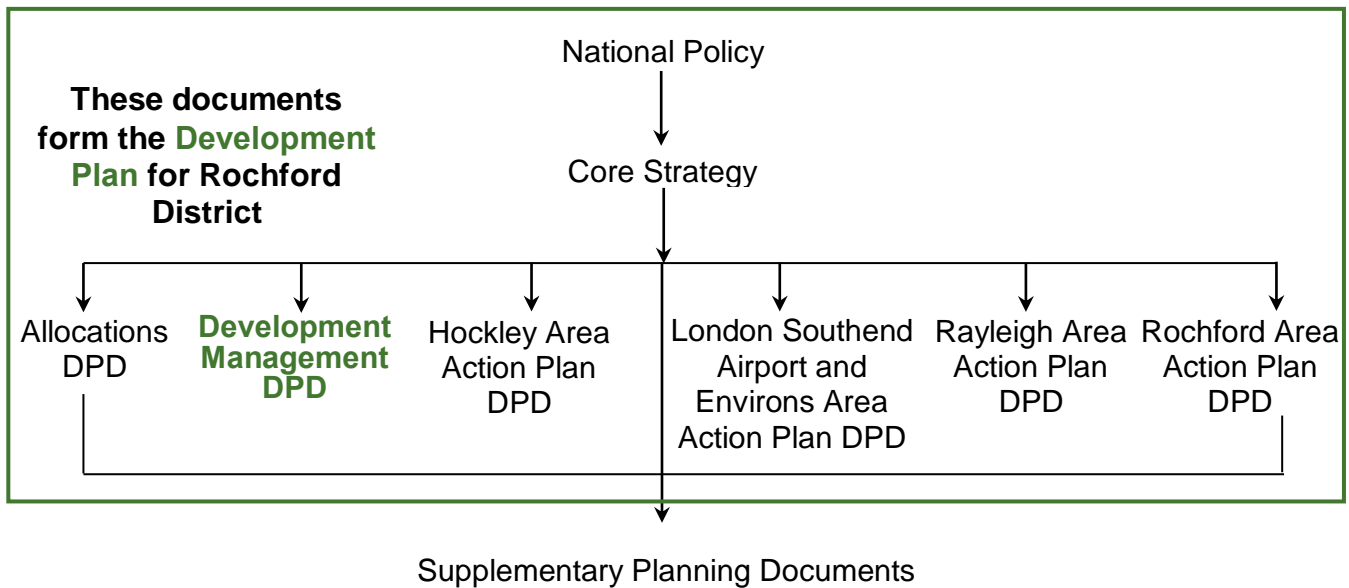 National Policy
These documents
form the Development
Plan for Rochford
District
Core Strategy
Allocations
DPD
Development
Management
DPD
Hockley Area
Action Plan
DPD
London Southend
Airport and
Environs Area
Action Plan DPD
Rayleigh Area
Action Plan
DPD
Rochford Area
Action Plan
DPD
Supplementary Planning Documents